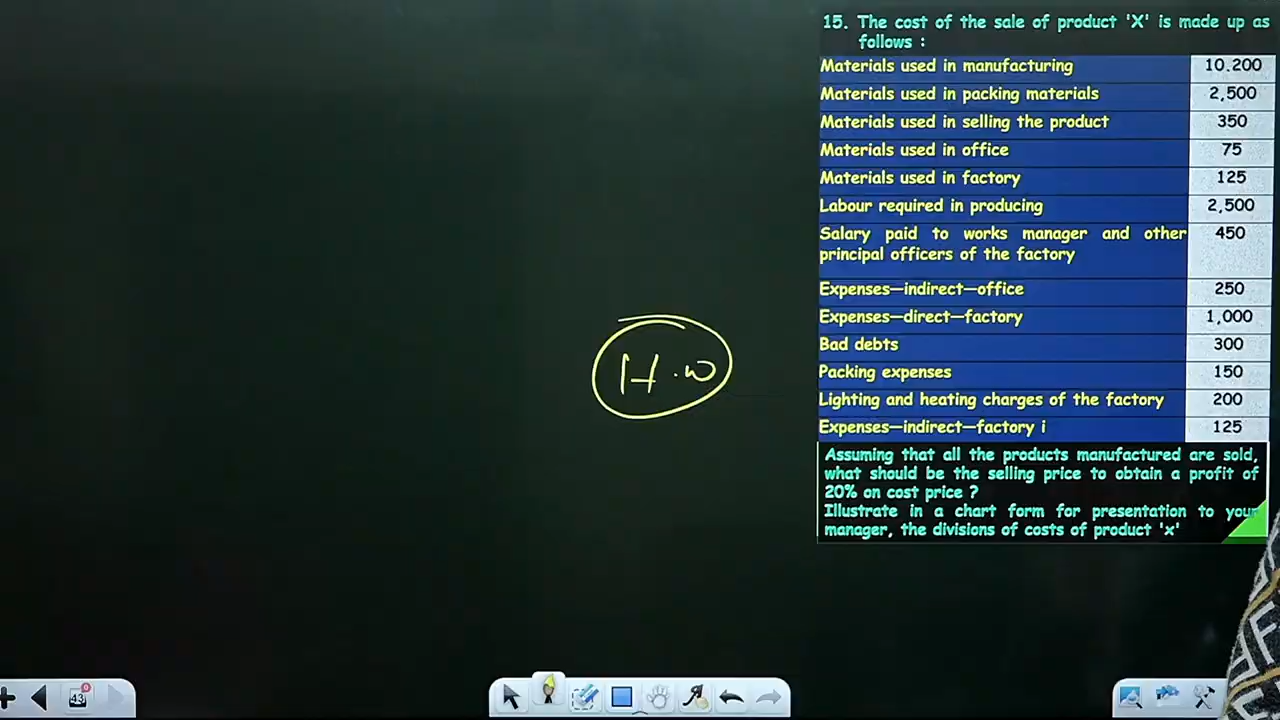 15. The cost of the sale of product 'X' is made up as
follows :
Materials used in manufacturing 10.200
Materials used in packing materials 2,500
Materials used in selling the product 350
Materials used in office 75
Materials used in factory 125
Labour required in producing 2,500
Salary paid to works manager and other 450
principal officers of the factory
Expenses—indirect—office 250
Expenses—direct—factory 1,000
Bad debts 300
Packing expenses 150
Lighting and heating charges of the factory 200
Expenses—indirect—factory i 125
Assuming that all the products manufactured are sold,
what should be the selling price to obtain a profit of
20% on cost price ?
Illustrate in a chart form for presentation to your
manager, the divisions of costs of product 'x'
H.w
43